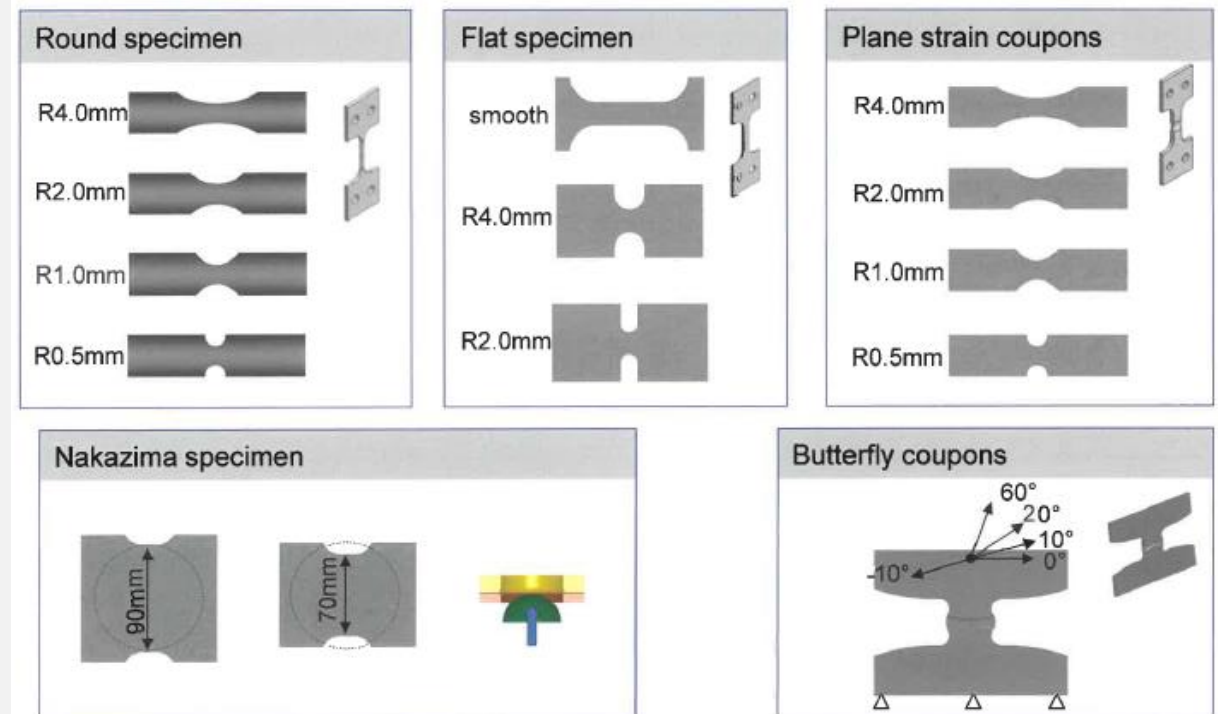 Round specimen
R4.0mm
R2.0mm
R1.0mm
R0.5mm
Flat specimen
smooth
R4.0mm
R2.0mm
Plane strain coupons
R4.0mm
R2.0mm
R1.0mm
R0.5mm
Nakazima specimen
90mm
70mm
Butterfly coupons
60°
20°
10°
0°
-10°